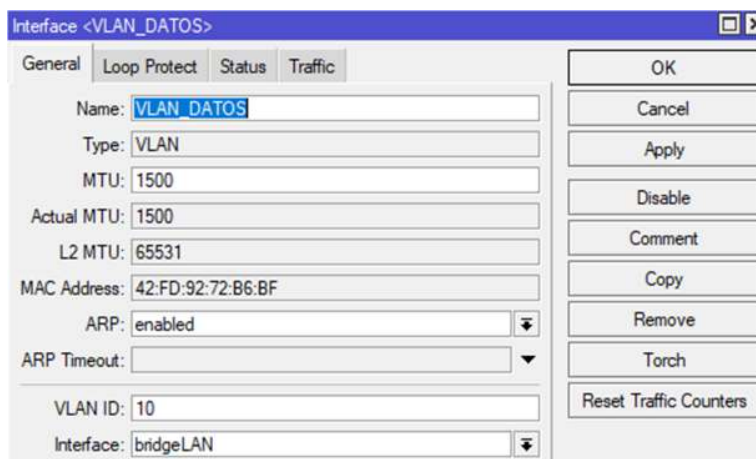 Interface <VLAN_DATOS>
General Loop Protect Status Traffic
Name: VLAN_DATOS
Type: VLAN
MTU: 1500
Actual MTU: 1500
L2 MTU: 65531
MAC Address: 42:FD:92:72:B6:BF
ARP: enabled
ARP Timeout:
VLAN ID: 10
Interface: bridgeLAN
OK
Cancel
Apply
Disable
Comment
Copy
Remove
Torch
Reset Traffic Counters